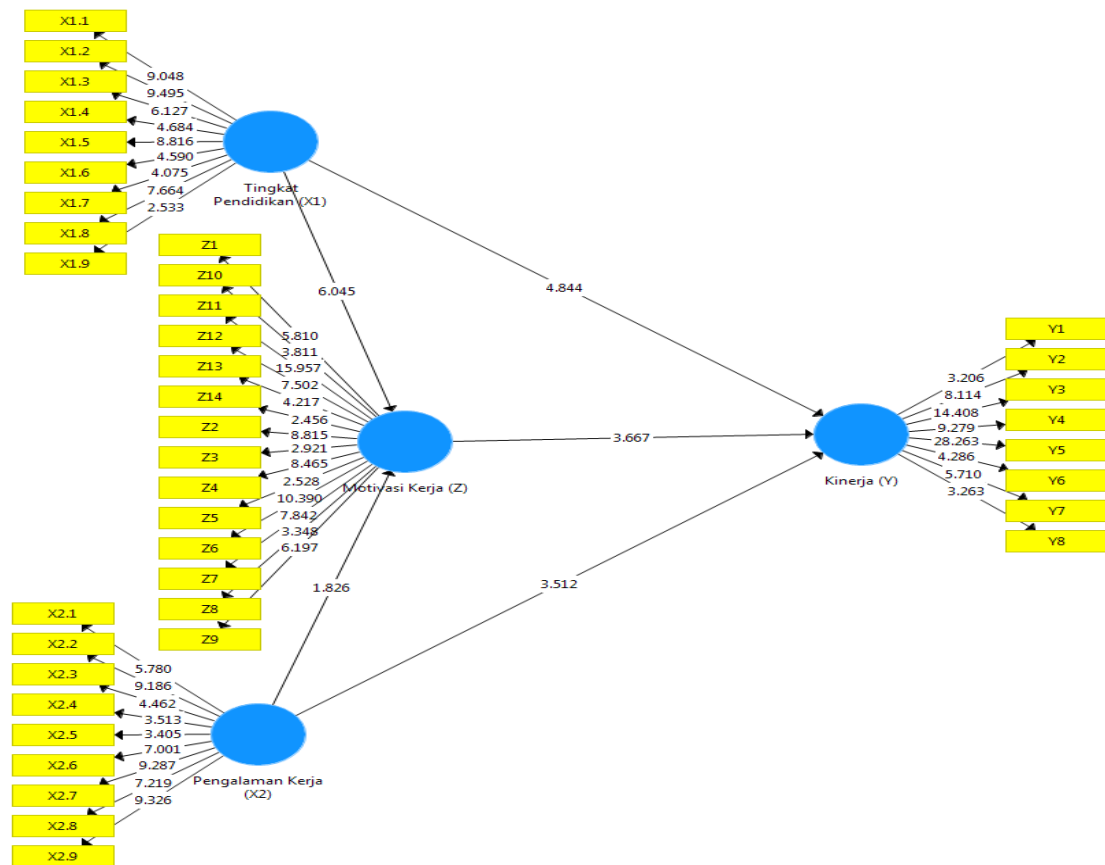 X1.1
X1.2
X1.3
X1.4
X1.5
X1.6
X1.7
X1.8
X1.9
9.048
9.495
6.127
4.684
8.816
4.590
4.075
7.664
2.533
Tingkat
Pendidikan (X1)
6.045
4.844
Z1
Z10
Z11
Z12
Z13
Z14
Z2
Z3
Z4
Z5
Z6
Z7
Z8
Z9
5.810
3.811
15.957
7.502
4.217
2.456
8.815
2.921
8.465
2.528
10.390
7.842
3.348
6.197
Motivasi Kerja (Z)
3.667
1.826
3.512
Y1
Y2
Y3
Y4
Y5
Y6
Y7
Y8
3.206
8.114
14.408
9.279
28.263
4.286
5.710
3.263
Kinerja (Y)
X2.1
X2.2
X2.3
X2.4
X2.5
X2.6
X2.7
X2.8
X2.9
5.780
9.186
4.462
3.513
3.405
7.001
9.287
7.219
9.326
Pengalaman Kerja
(X2)